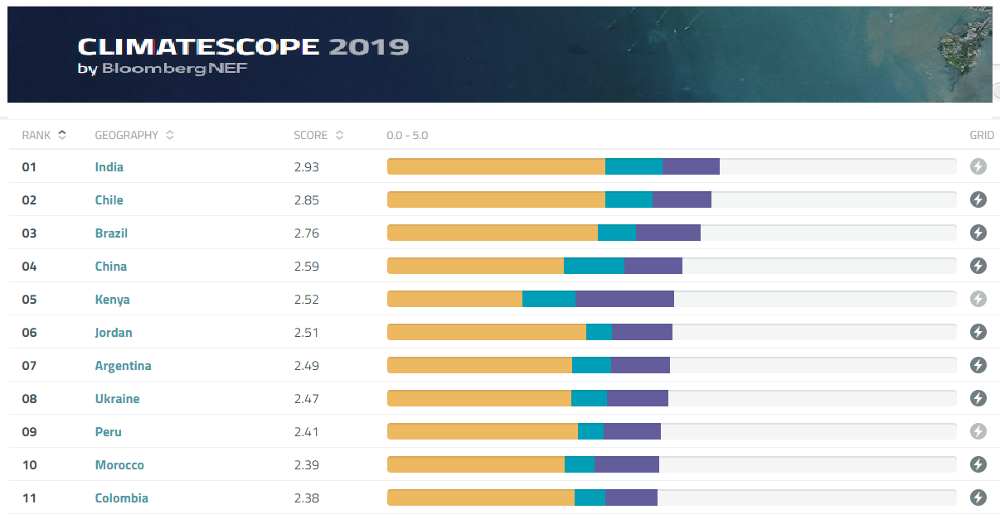 CLIMATESCOPE 2019
by BloombergNEF
RANK GEOGRAPHY SCORE 0.0 - 5.0 GRID
01 India 2.93
02 Chile 2.85
03 Brazil 2.76
04 China 2.59
05 Kenya 2.52
06 Jordan 2.51
07 Argentina 2.49
08 Ukraine 2.47
09 Peru 2.41
10 Morocco 2.39
11 Colombia 2.38